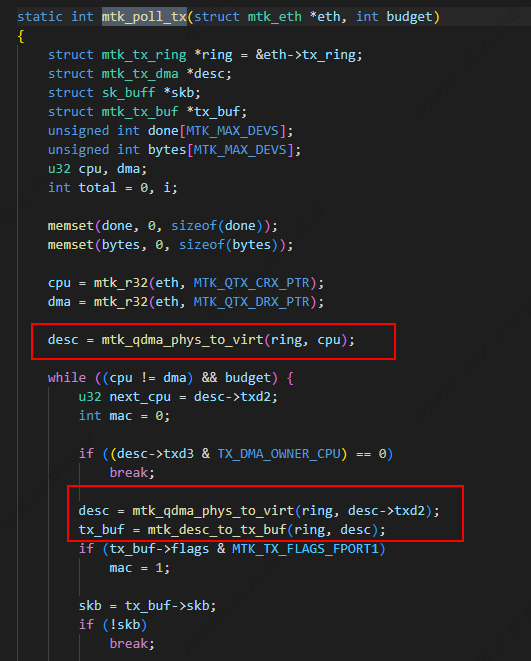 static int mtk_poll_tx(struct mtk_eth *eth, int budget)
{
    struct mtk_tx_ring *ring = &eth->tx_ring;
    struct mtk_tx_dma *desc;
    struct sk_buff *skb;
    struct mtk_tx_buf *tx_buf;
    unsigned int done[MTK_MAX_DEVS];
    unsigned int bytes[MTK_MAX_DEVS];
    u32 cpu, dma;
    int total = 0, i;

    memset(done, 0, sizeof(done));
    memset(bytes, 0, sizeof(bytes));

    cpu = mtk_r32(eth, MTK_QTX_CRX_PTR);
    dma = mtk_r32(eth, MTK_QTX_DRX_PTR);

    desc = mtk_qdma_phys_to_virt(ring, cpu);

    while ((cpu != dma) && budget) {
        u32 next_cpu = desc->txd2;
        int mac = 0;

        if ((desc->txd3 & TX_DMA_OWNER_CPU) == 0)
            break;

        desc = mtk_qdma_phys_to_virt(ring, desc->txd2);
        tx_buf = mtk_desc_to_tx_buf(ring, desc);
        if (tx_buf->flags & MTK_TX_FLAGS_FPORT1)
            mac = 1;

        skb = tx_buf->skb;
        if (!skb)
            break;